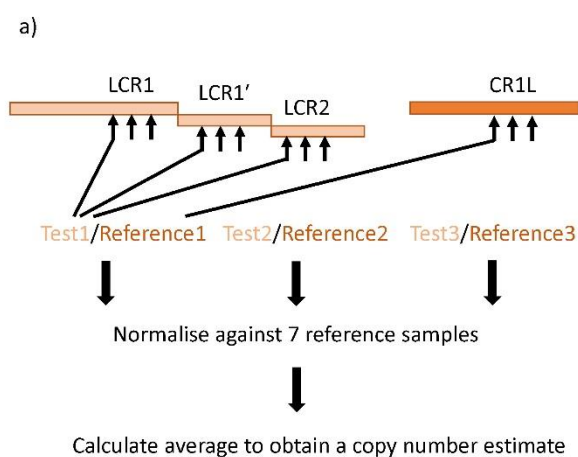 a)
LCR1
LCR1′
LCR2
CR1L
Test1/Reference1 Test2/Reference2 Test3/Reference3
Normalise against 7 reference samples
Calculate average to obtain a copy number estimate